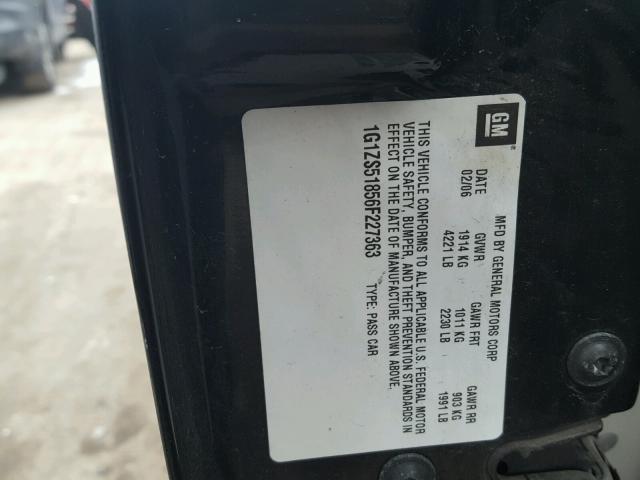 GM
MFD BY GENERAL MOTORS CORP
DATE GVWR GAWR FRT GAWR RR
02/06 1914 KG 1011 KG 903 KG
4221 LB 2230 LB 1991 LB
THIS VEHICLE CONFORMS TO ALL APPLICABLE U.S. FEDERAL MOTOR
VEHICLE SAFETY, BUMPER, AND THEFT PREVENTION STANDARDS IN
EFFECT ON THE DATE OF MANUFACTURE SHOWN ABOVE.
1G1ZS51856F227363 TYPE: PASS CAR